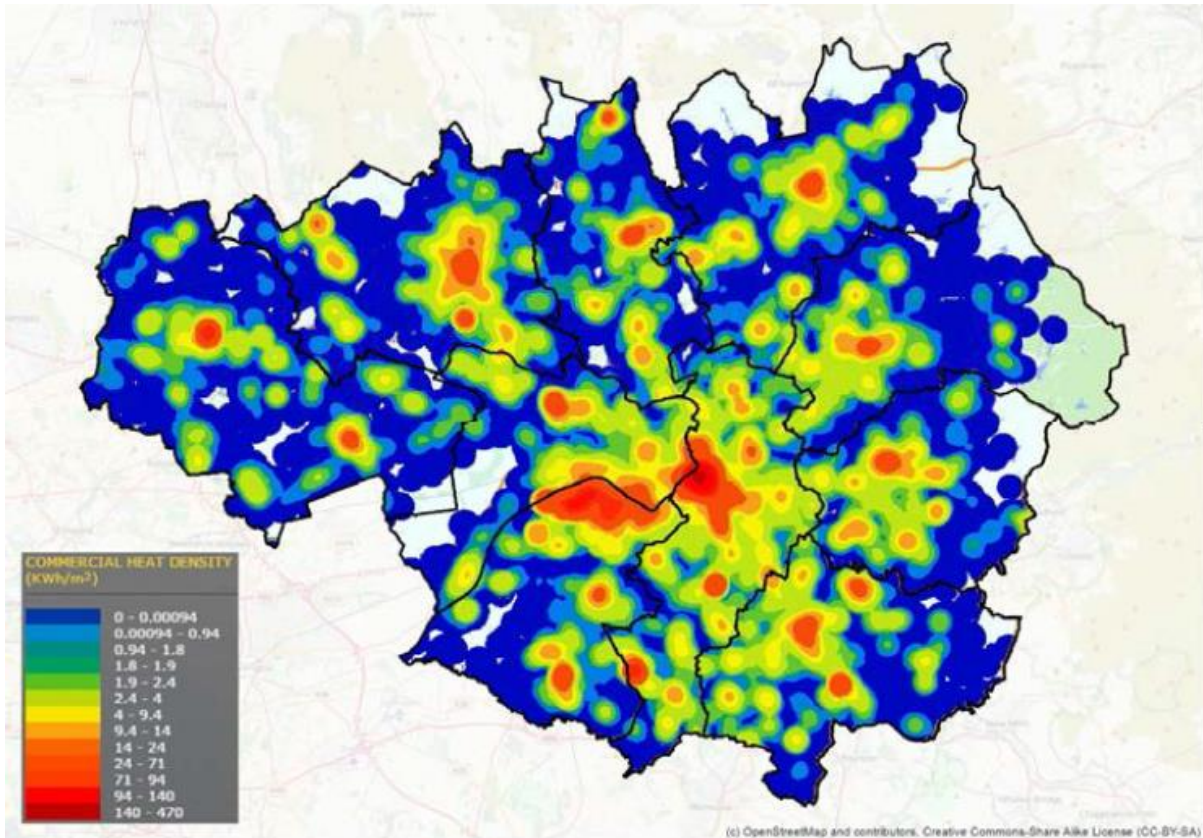 COMMERCIAL HEAT DENSITY
(KWh/m²)
0 - 0.00094
0.00094 - 0.94
0.94 - 1.8
1.8 - 1.9
1.9 - 2.4
2.4 - 4
4 - 9.4
9.4 - 14
14 - 24
24 - 71
71 - 94
94 - 140
140 - 470
(c) OpenStreetMap and contributors, Creative Commons-Share Alike License (CC-BY-SA)